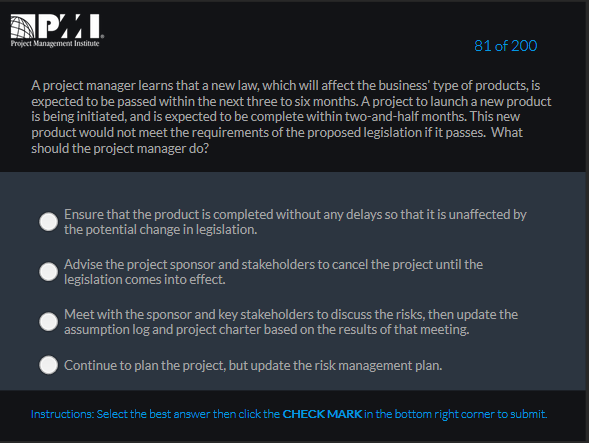 PMI.
Project Management Institute
81 of 200
A project manager learns that a new law, which will affect the business' type of products, is
expected to be passed within the next three to six months. A project to launch a new product
is being initiated, and is expected to be complete within two-and-half months. This new
product would not meet the requirements of the proposed legislation if it passes. What
should the project manager do?
Ensure that the product is completed without any delays so that it is unaffected by
the potential change in legislation.
Advise the project sponsor and stakeholders to cancel the project until the
legislation comes into effect.
Meet with the sponsor and key stakeholders to discuss the risks, then update the
assumption log and project charter based on the results of that meeting.
Continue to plan the project, but update the risk management plan.
Instructions: Select the best answer then click the CHECK MARK in the bottom right corner to submit.